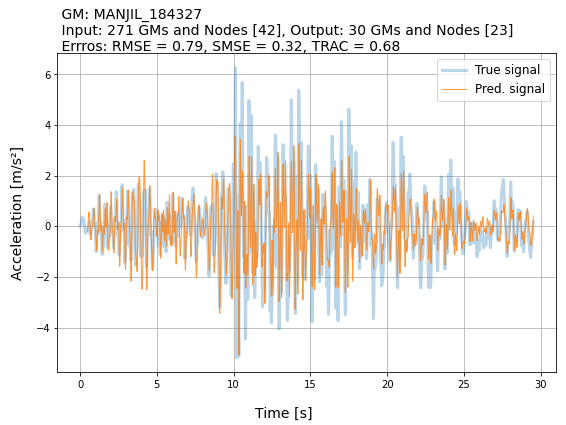 GM: MANJIL_184327
Input: 271 GMs and Nodes [42], Output: 30 GMs and Nodes [23]
Errros: RMSE = 0.79, SMSE = 0.32, TRAC = 0.68
True signal
Pred. signal
6
4
2
0
−2
−4
Acceleration [m/s²]
0 5 10 15 20 25 30
Time [s]